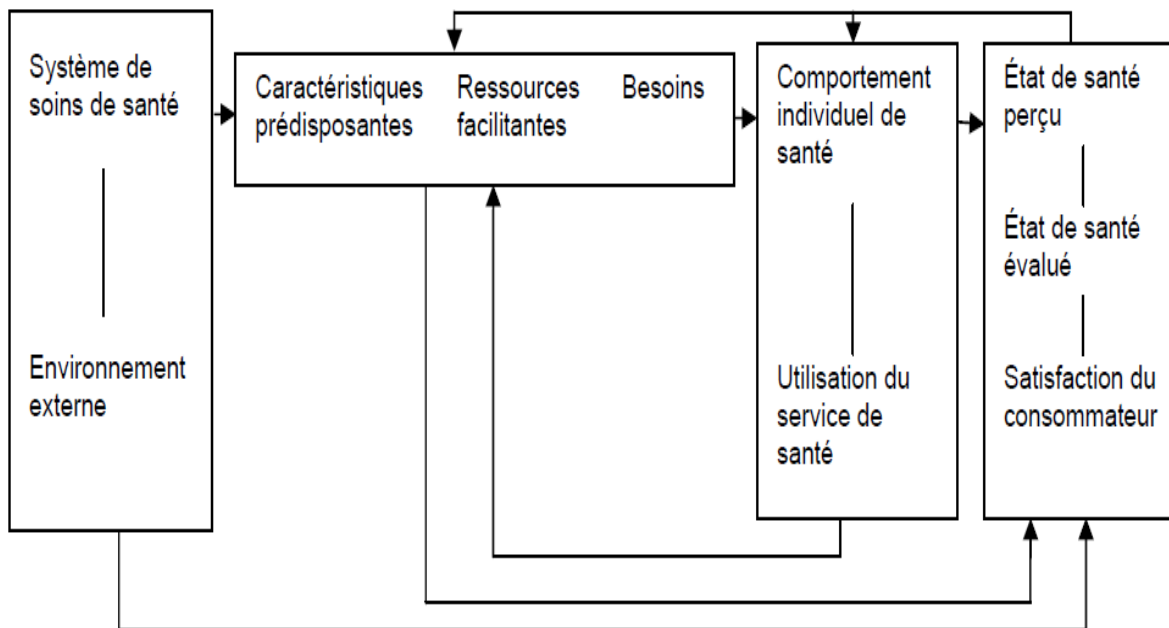 Système de
soins de santé
Environnement
externe
Caractéristiques Ressources Besoins
prédisposantes facilitantes
Comportement
individuel de
santé
Utilisation du
service de
santé
État de santé
perçu
État de santé
évalué
Satisfaction du
consommateur